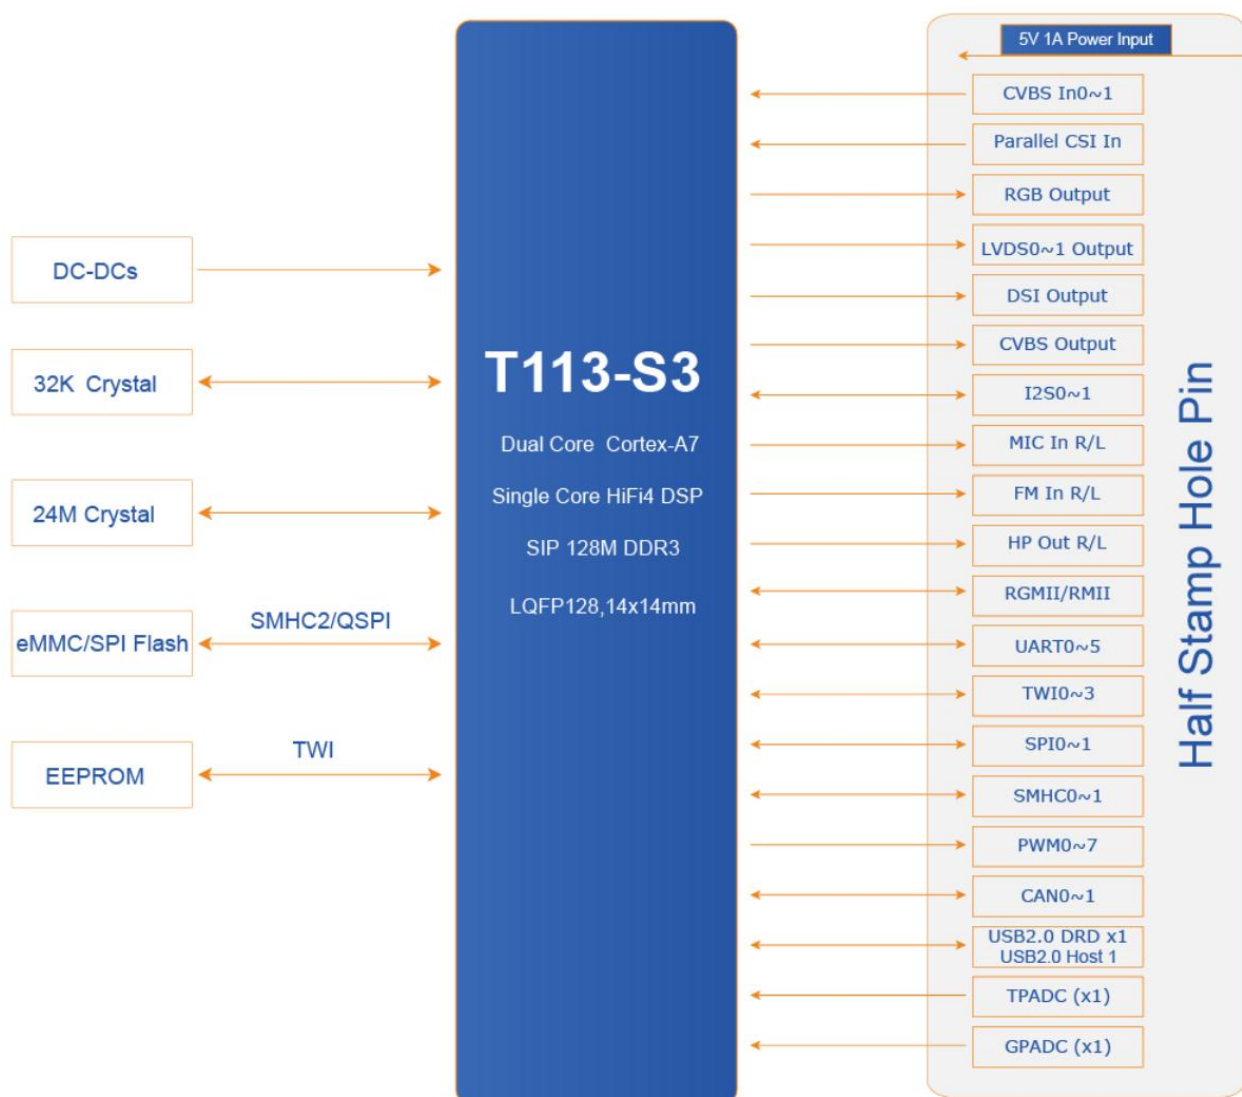 DC-DCs
32K Crystal
24M Crystal
eMMC/SPI Flash
SMHC2/QSPI
EEPROM
TWI
T113-S3
Dual Core Cortex-A7
Single Core HiFi4 DSP
SIP 128M DDR3
LQFP128,14x14mm
5V 1A Power Input
CVBS In0~1
Parallel CSI In
RGB Output
LVDS0~1 Output
DSI Output
CVBS Output
I2S0~1
MIC In R/L
FM In R/L
HP Out R/L
RGMII/RMII
UART0~5
TWI0~3
SPI0~1
SMHC0~1
PWM0~7
CAN0~1
USB2.0 DRD x1
USB2.0 Host 1
TPADC (x1)
GPADC (x1)
Half Stamp Hole Pin